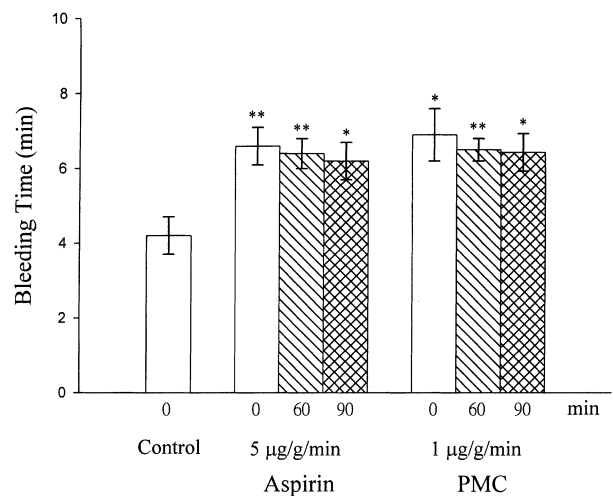 10
8
6
4
2
0
Bleeding Time (min)
** ** * * ** *
0 0 60 90 0 60 90 min
Control 5 μg/g/min 1 μg/g/min
Aspirin PMC